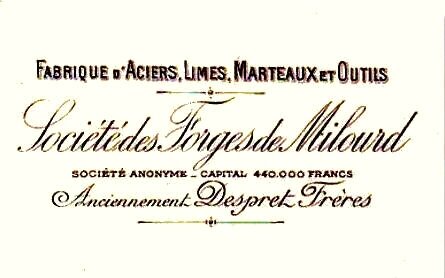 FABRIQUE D'ACIERS, LIMES, MARTEAUX ET OUTILS
Société des Forges de Milourd
SOCIÉTÉ ANONYME _ CAPITAL 440.000 FRANCS
Anciennement Despret Frères